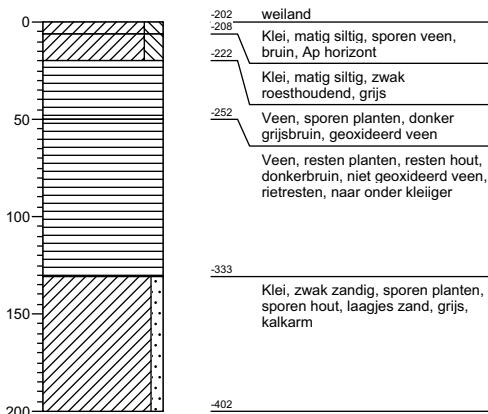 0
50
100
150
200
-202
weiland
-208
Klei, matig siltig, sporen veen,
bruin, Ap horizont
-222
Klei, matig siltig, zwak
roesthoudend, grijs
-252
Veen, sporen planten, donker
grijsbruin, geoxideerd veen
Veen, resten planten, resten hout,
donkerbruin, niet geoxideerd veen,
rietresten, naar onder kleiiger
-333
Klei, zwak zandig, sporen planten,
sporen hout, laagjes zand, grijs,
kalkarm
-402